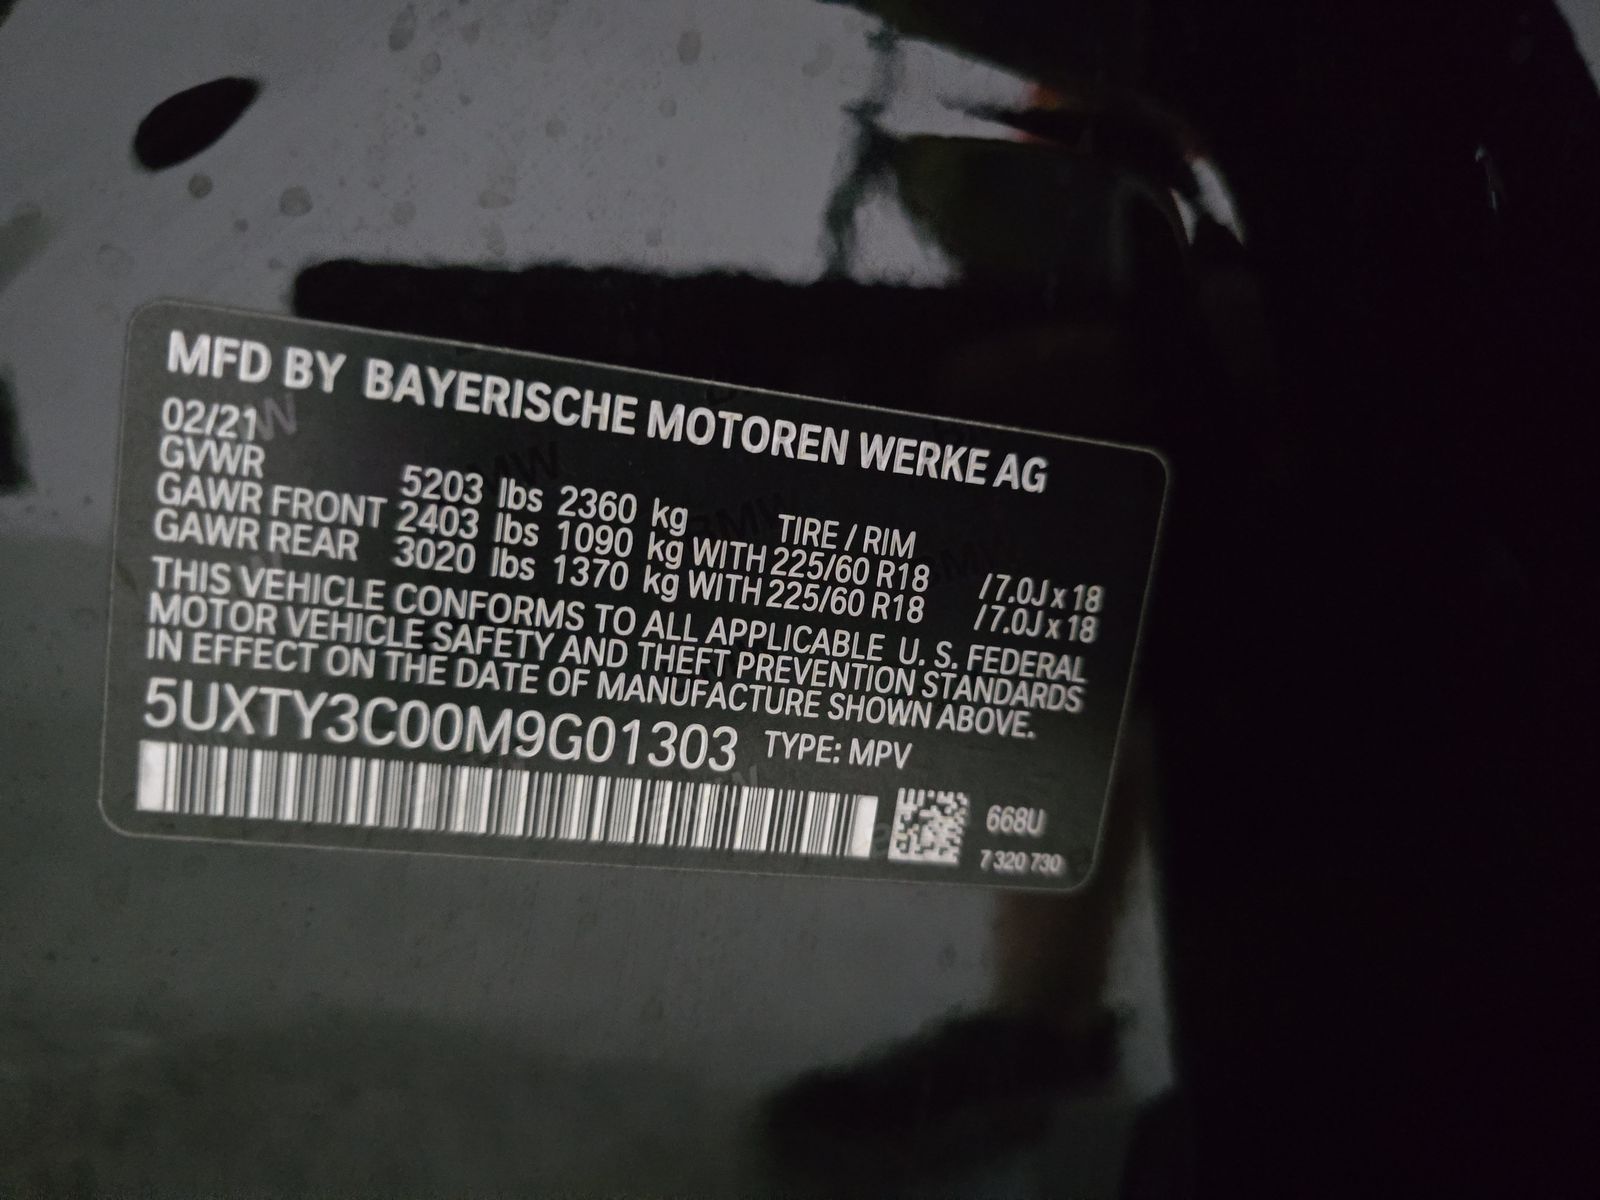 MFD BY BAYERISCHE MOTOREN WERKE AG
02/21
GVWR 5203 lbs 2360 kg TIRE / RIM
GAWR FRONT 2403 lbs 1090 kg WITH 225/60 R18 /7.0J x 18
GAWR REAR 3020 lbs 1370 kg WITH 225/60 R18 /7.0J x 18
THIS VEHICLE CONFORMS TO ALL APPLICABLE U. S. FEDERAL
MOTOR VEHICLE SAFETY AND THEFT PREVENTION STANDARDS
IN EFFECT ON THE DATE OF MANUFACTURE SHOWN ABOVE.
5UXTY3C00M9G01303 TYPE: MPV
668U
7 320 730